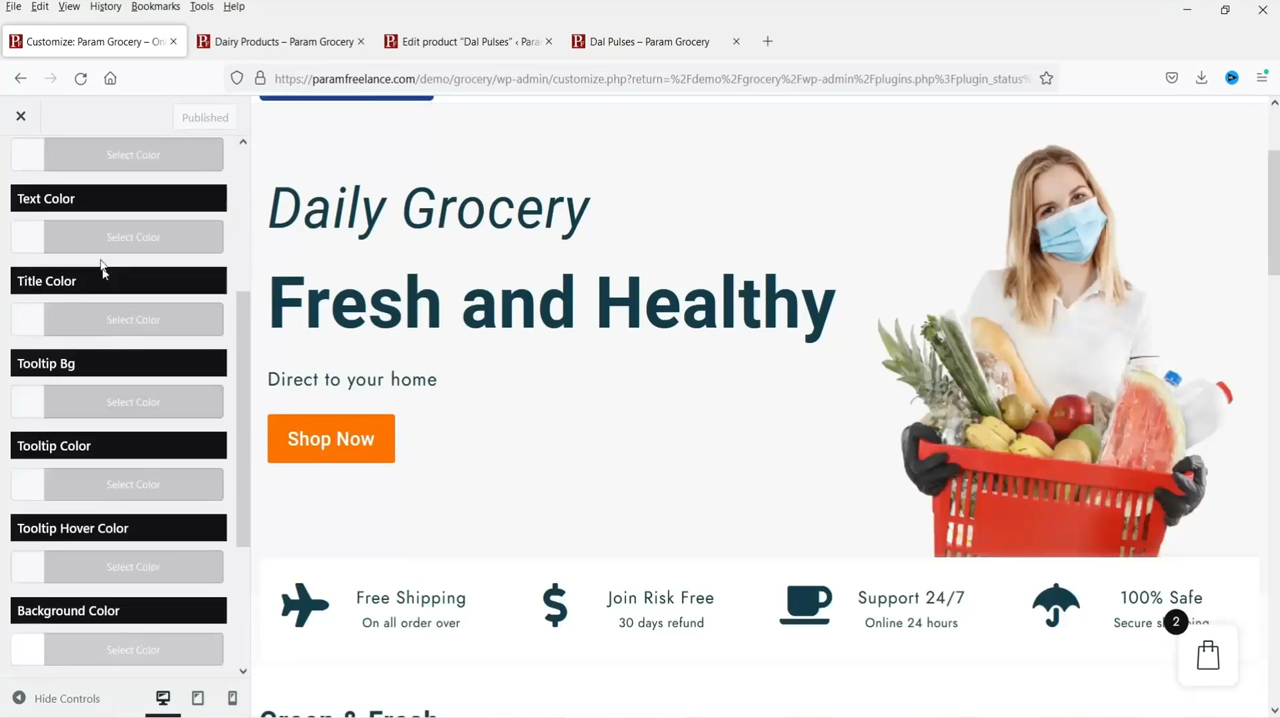 File Edit View History Bookmarks Tools Help
Customize: Param Grocery – Onl
Dairy Products – Param Grocery
Edit product “Dal Pulses” ‹ Para
Dal Pulses – Param Grocery
https://paramfreelance.com/demo/grocery/wp-admin/customize.php?return=%2Fdemo%2Fgrocery%2Fwp-admin%2Fplugins.php%3Fplugin_status%
Published
Select Color
Text Color
Select Color
Title Color
Select Color
Tooltip Bg
Select Color
Tooltip Color
Select Color
Tooltip Hover Color
Select Color
Background Color
Select Color
Hide Controls
Daily Grocery
Fresh and Healthy
Direct to your home
Shop Now
Free Shipping
On all order over
Join Risk Free
30 days refund
Support 24/7
Online 24 hours
100% Safe
Secure
2